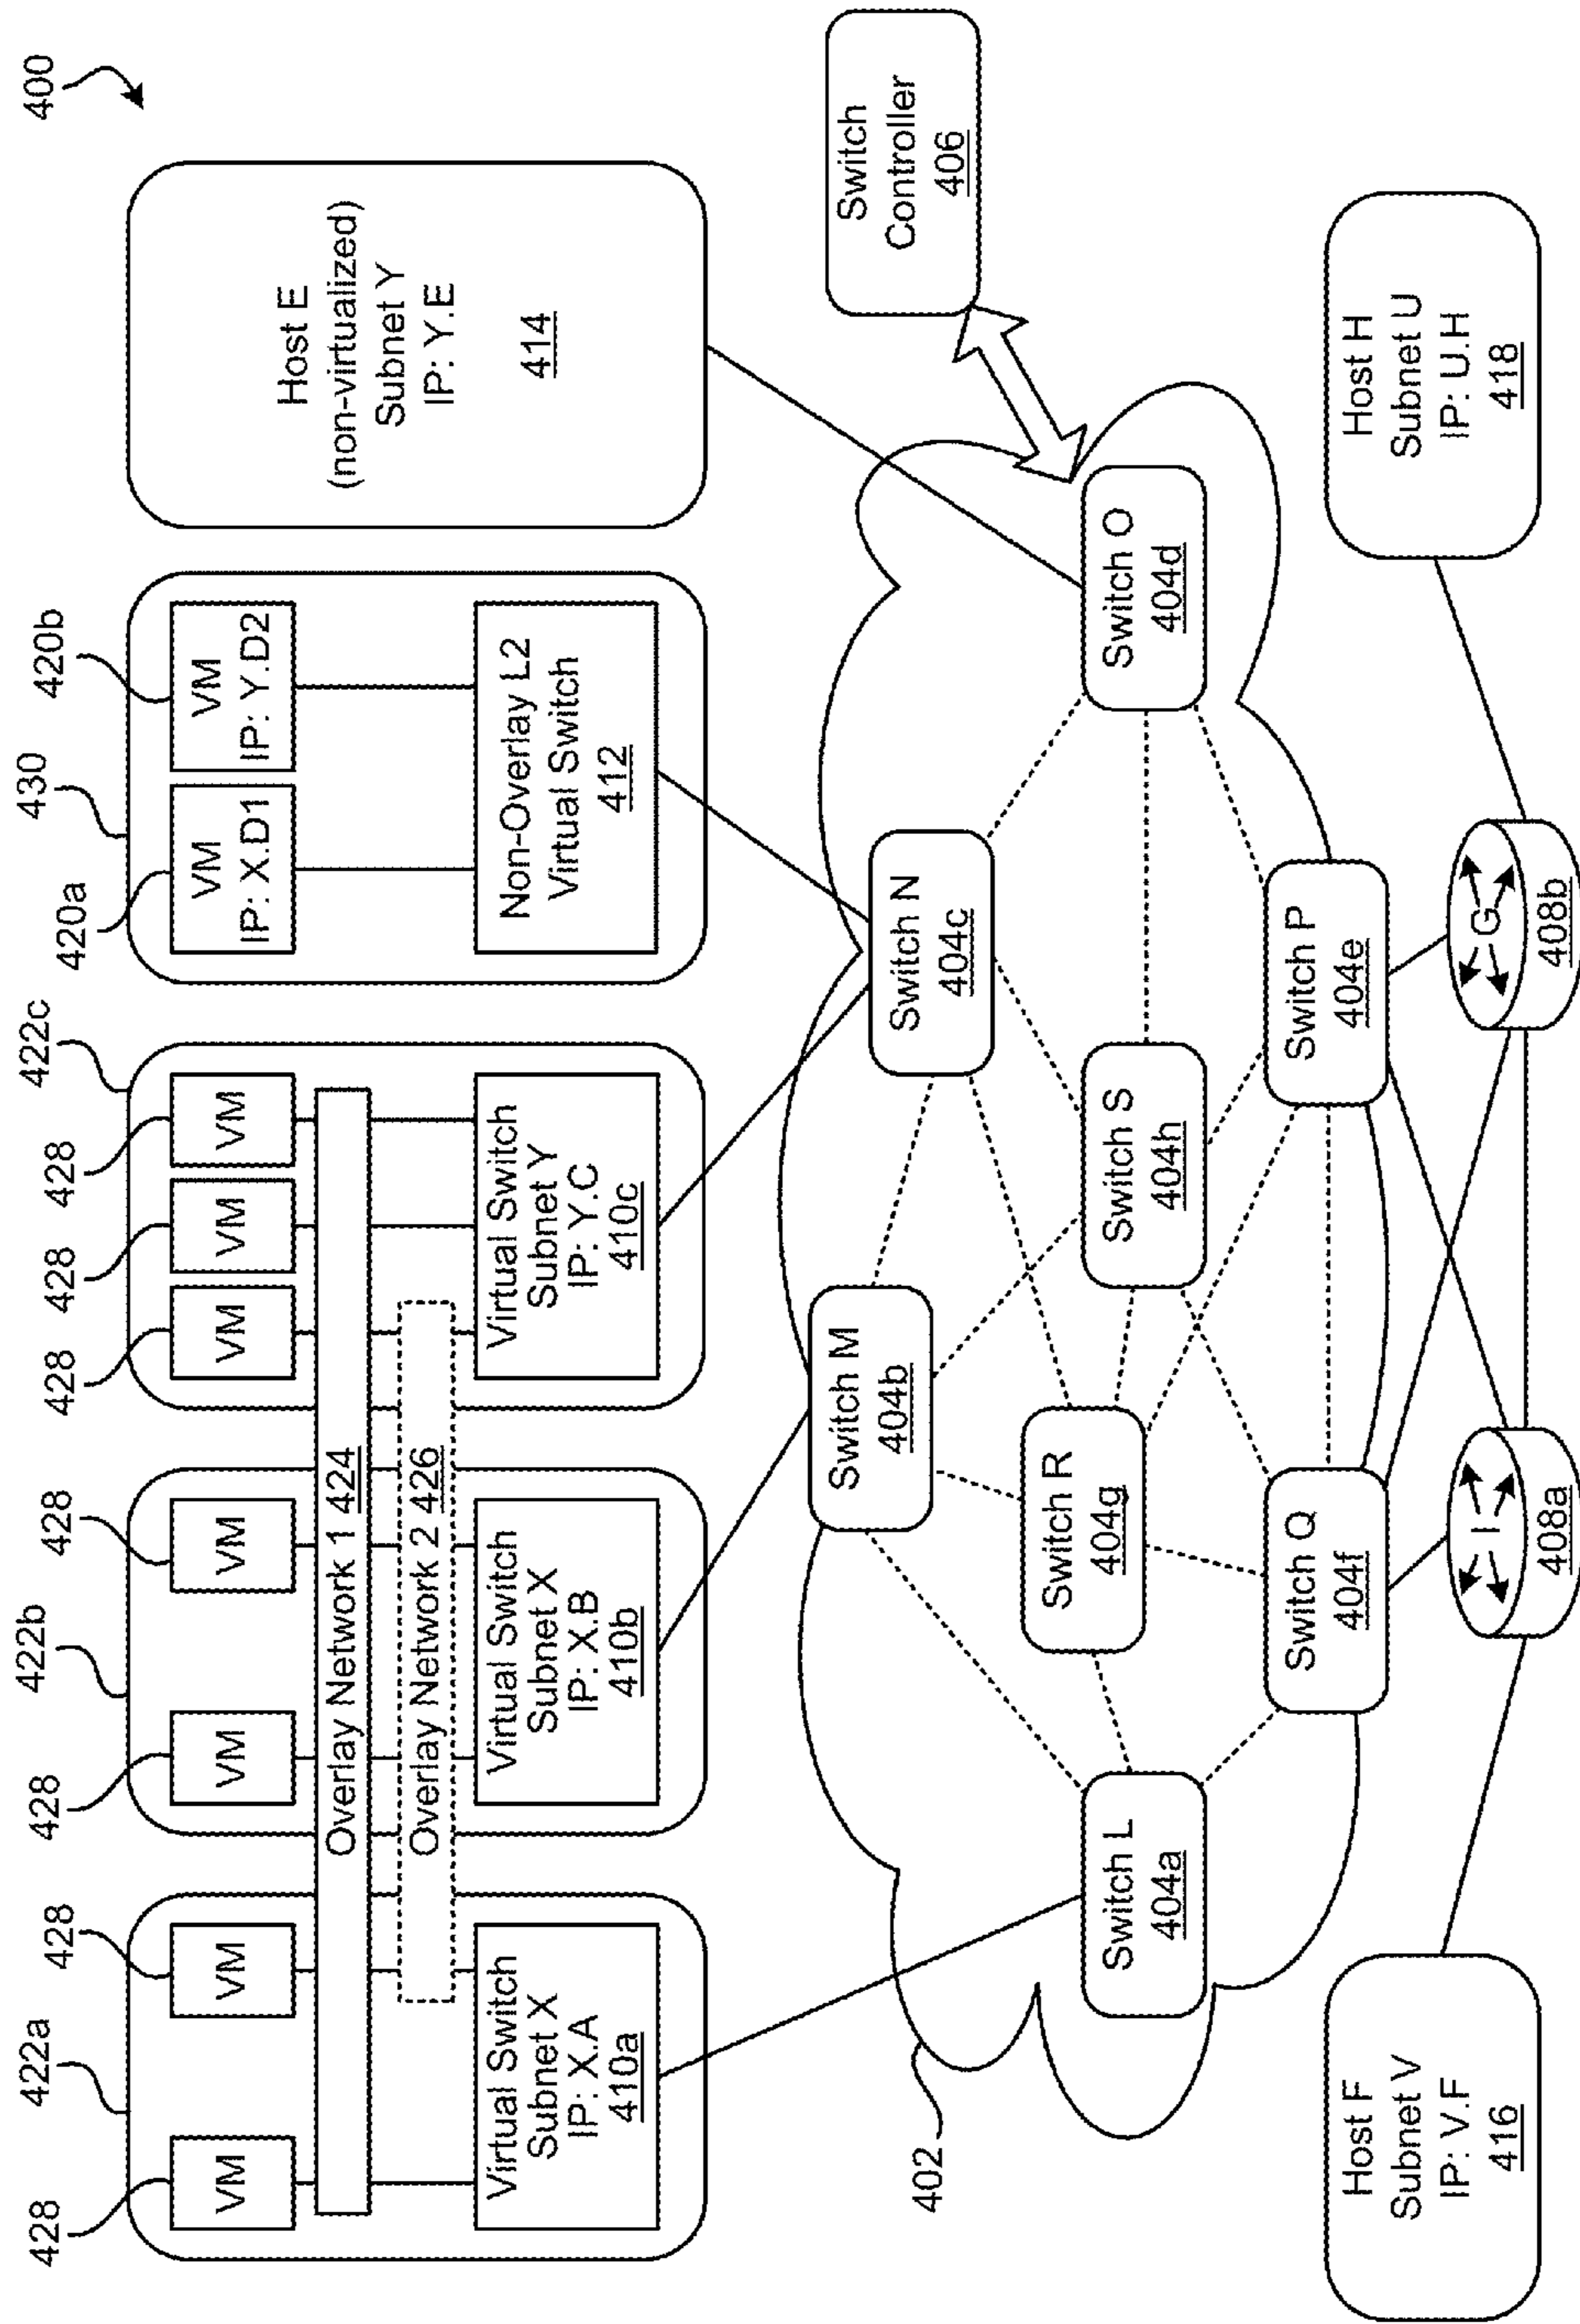 400
422a
422b
422c
430
420a
420b
428
428
428
428
428
428
428
VM
VM
VM
VM
VM
VM
VM
VM
IP: X.D1
VM
IP: Y.D2
Overlay Network 1 424
Overlay Network 2 426
Virtual Switch
Subnet X
IP: X.A
410a
Virtual Switch
Subnet X
IP: X.B
410b
Virtual Switch
Subnet Y
IP: Y.C
410c
Non-Overlay L2
Virtual Switch
412
Host E
(non-virtualized)
Subnet Y
IP: Y.E
414
402
Switch M
404b
Switch N
404c
Switch
Controller
406
Switch L
404a
Switch R
404g
Switch S
404h
Switch O
404d
Switch Q
404f
Switch P
404e
Host F
Subnet V
IP: V.F
416
I
408a
G
408b
Host H
Subnet U
IP: U.H
418